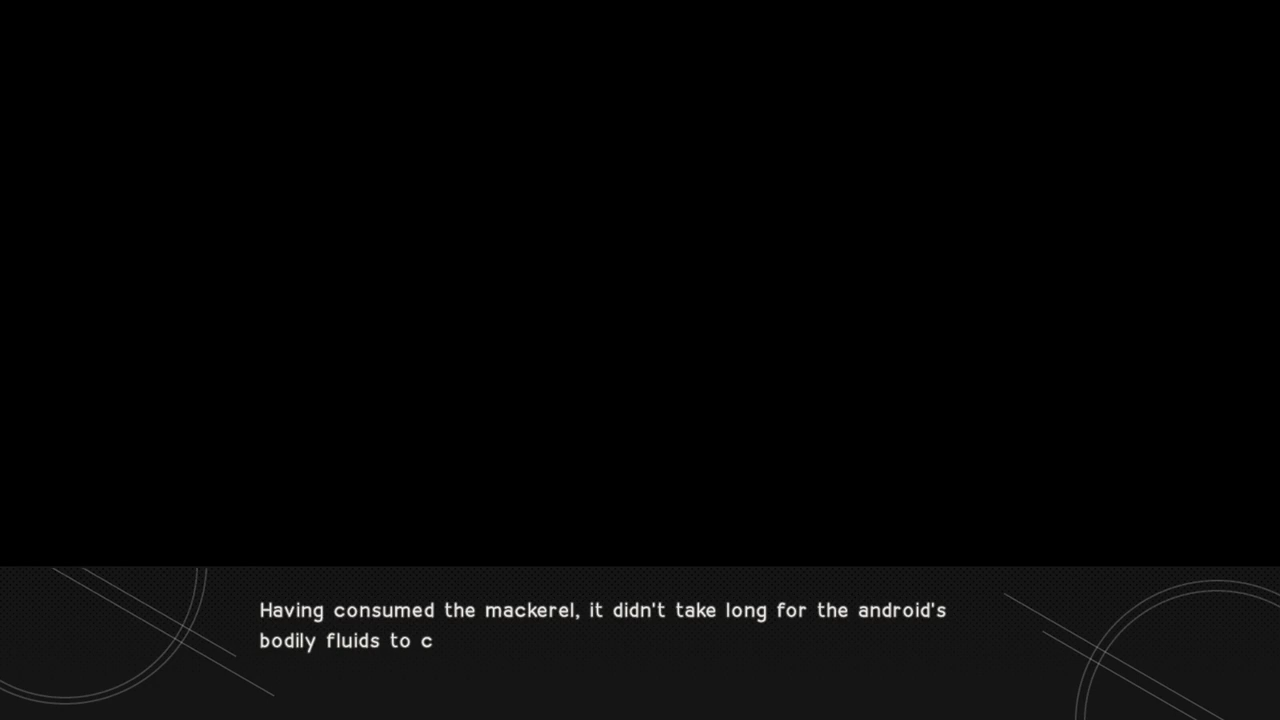 Having consumed the mackerel, it didn't take long for the android's
bodily fluids to c